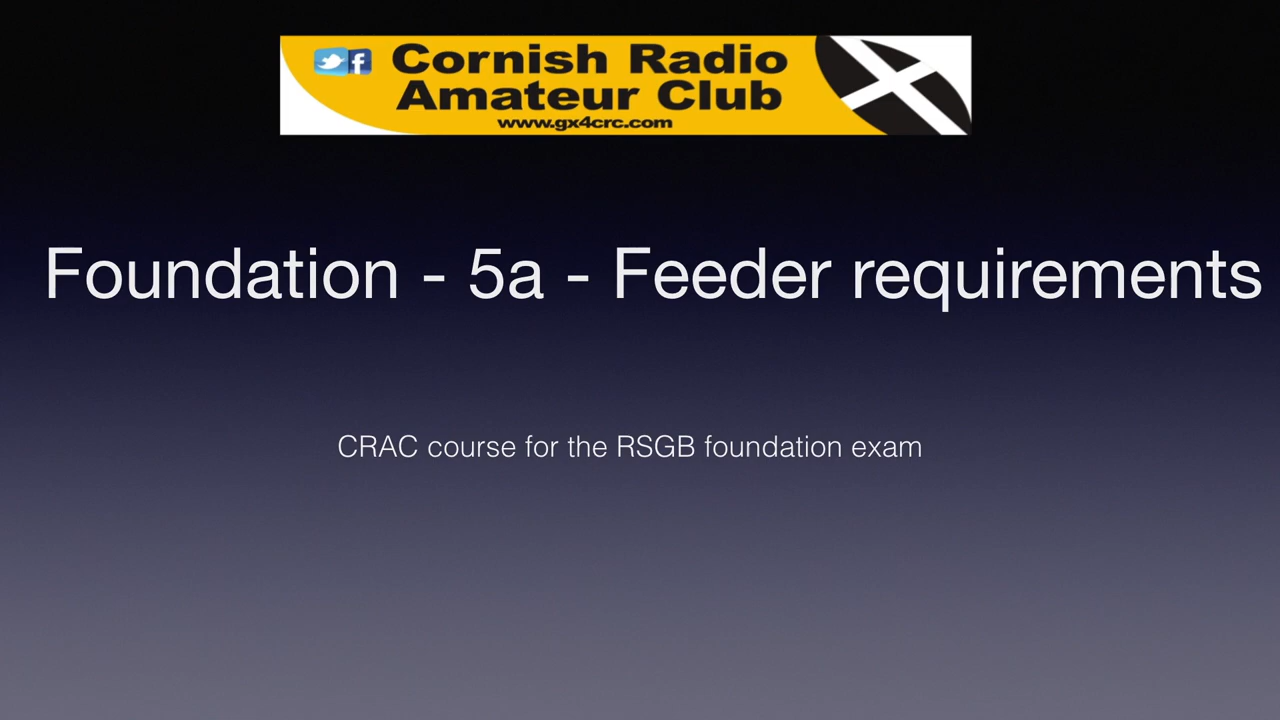 Cornish Radio
Amateur Club
www.gx4crc.com
Foundation - 5a - Feeder requirements
CRAC course for the RSGB foundation exam